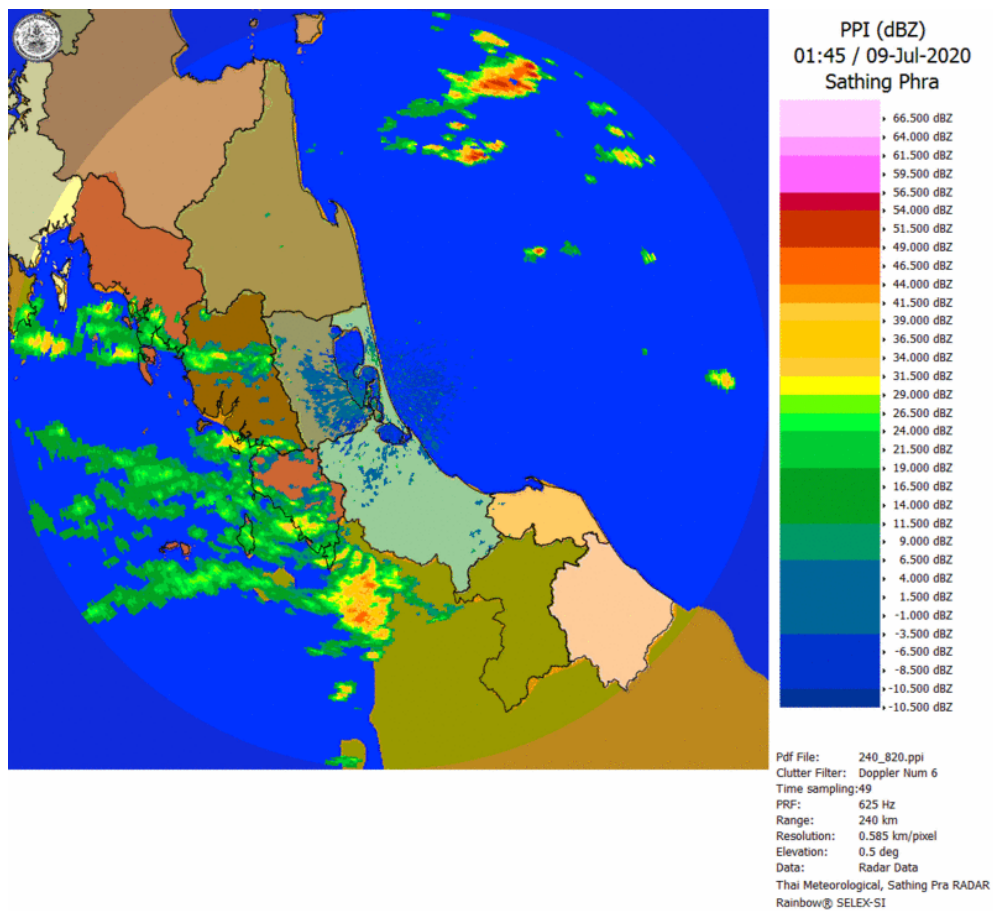 PPI (dBZ)
01:45 / 09-Jul-2020
Sathing Phra
66.500 dBZ
64.000 dBZ
61.500 dBZ
59.500 dBZ
56.500 dBZ
54.000 dBZ
51.500 dBZ
49.000 dBZ
46.500 dBZ
44.000 dBZ
41.500 dBZ
39.000 dBZ
36.500 dBZ
34.000 dBZ
31.500 dBZ
29.000 dBZ
26.500 dBZ
24.000 dBZ
21.500 dBZ
19.000 dBZ
16.500 dBZ
14.000 dBZ
11.500 dBZ
9.000 dBZ
6.500 dBZ
4.000 dBZ
1.500 dBZ
-1.000 dBZ
-3.500 dBZ
-6.500 dBZ
-8.500 dBZ
-10.500 dBZ
-10.500 dBZ
Pdf File: 240_820.ppi
Clutter Filter: Doppler Num 6
Time sampling:49
PRF: 625 Hz
Range: 240 km
Resolution: 0.585 km/pixel
Elevation: 0.5 deg
Data: Radar Data
Thai Meteorological, Sathing Pra RADAR
Rainbow® SELEX-SI